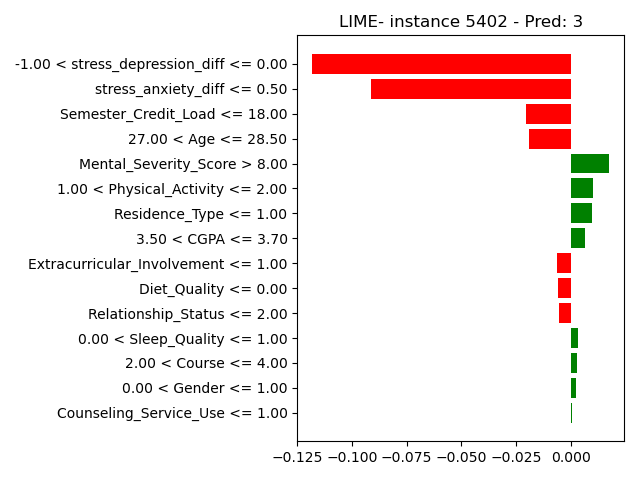 LIME- instance 5402 - Pred: 3
-1.00 < stress_depression_diff <= 0.00
stress_anxiety_diff <= 0.50
Semester_Credit_Load <= 18.00
27.00 < Age <= 28.50
Mental_Severity_Score > 8.00
1.00 < Physical_Activity <= 2.00
Residence_Type <= 1.00
3.50 < CGPA <= 3.70
Extracurricular_Involvement <= 1.00
Diet_Quality <= 0.00
Relationship_Status <= 2.00
0.00 < Sleep_Quality <= 1.00
2.00 < Course <= 4.00
0.00 < Gender <= 1.00
Counseling_Service_Use <= 1.00
−0.125 −0.100 −0.075 −0.050 −0.025 0.000